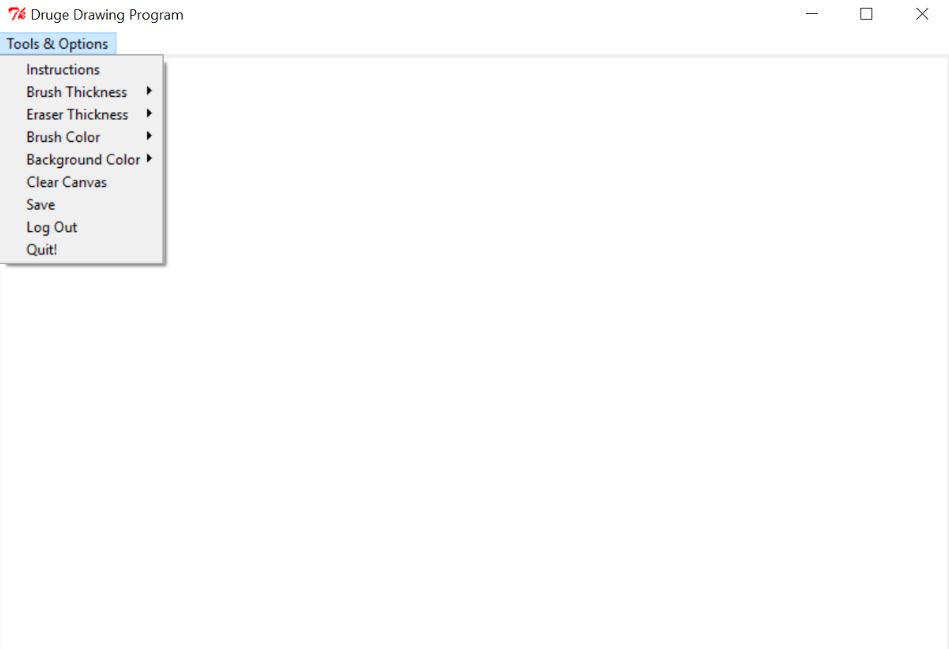 Druge Drawing Program
Tools & Options
Instructions
Brush Thickness
Eraser Thickness
Brush Color
Background Color
Clear Canvas
Save
Log Out
Quit!